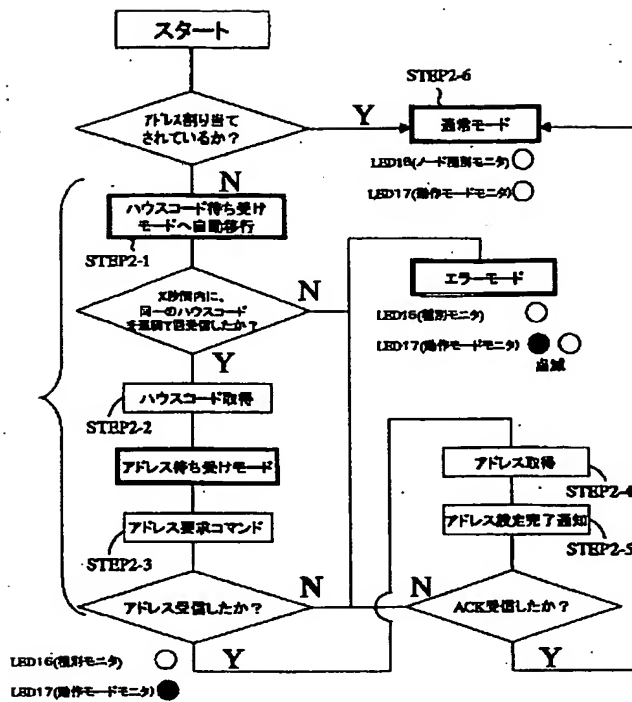 スタート
アドレス割り当て
されているか?
Y
N
STEP2-6
通常モード
LED16(ノード種別モニタ)
LED17(動作モードモニタ)
ハウスコード待ち受け
モードへ自動移行
STEP2-1
X秒間内に、
同一のハウスコード
を連続て回受信したか?
N
Y
エラーモード
LED16(種別モニタ)
LED17(動作モードモニタ)
点滅
ハウスコード取得
STEP2-2
アドレス待ち受けモード
アドレス要求コマンド
STEP2-3
アドレス受信したか?
N
Y
アドレス取得
STEP2-4
アドレス設定完了通知
STEP2-5
N
ACK受信したか?
Y
LED16(種別モニタ)
LED17(動作モードモニタ)